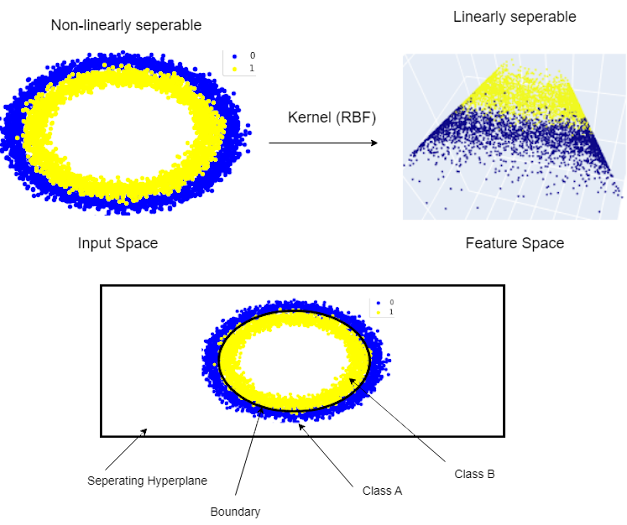 Non-linearly seperable
Linearly seperable
0
1
Kernel (RBF)
Input Space
Feature Space
0
1
Seperating Hyperplane
Boundary
Class A
Class B